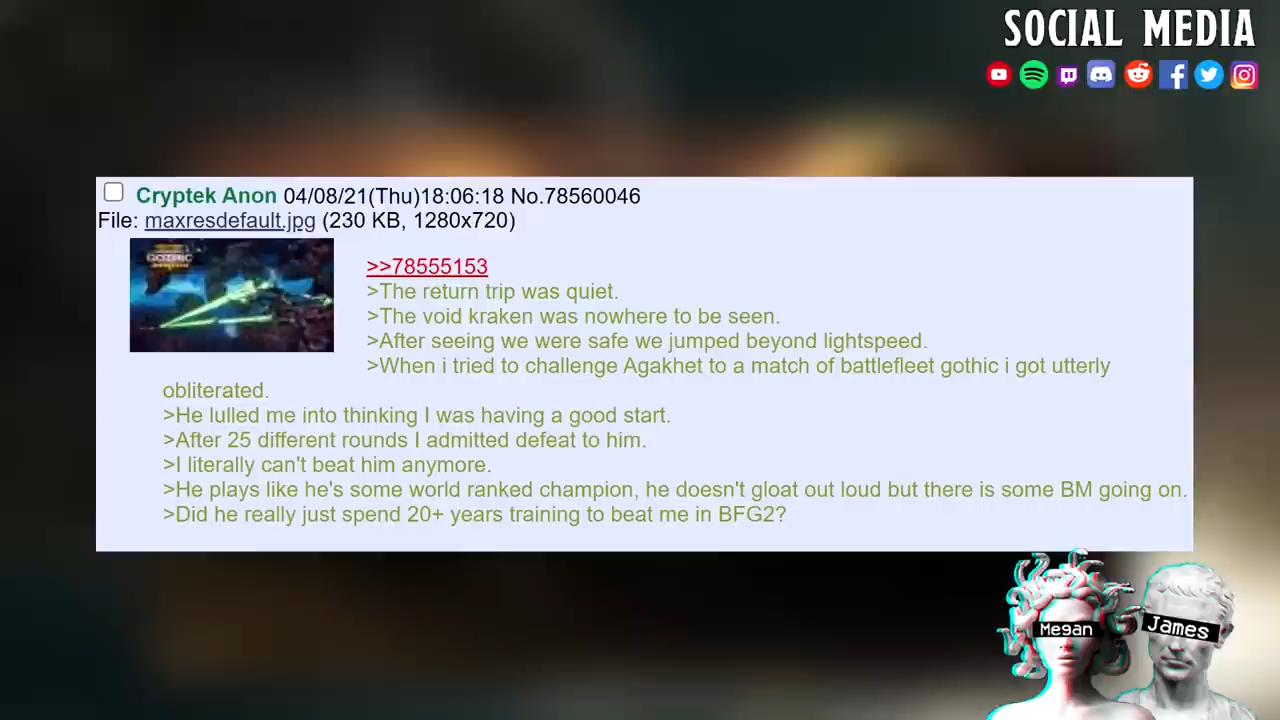 SOCIAL MEDIA
Cryptek Anon 04/08/21(Thu)18:06:18 No.78560046
File: maxresdefault.jpg (230 KB, 1280x720)
GOTHIC
>>78555153
>The return trip was quiet.
>The void kraken was nowhere to be seen.
>After seeing we were safe we jumped beyond lightspeed.
>When i tried to challenge Agakhet to a match of battlefleet gothic i got utterly
obliterated.
>He lulled me into thinking I was having a good start.
>After 25 different rounds I admitted defeat to him.
>I literally can't beat him anymore.
>He plays like he's some world ranked champion, he doesn't gloat out loud but there is some BM going on.
>Did he really just spend 20+ years training to beat me in BFG2?
Megan
James